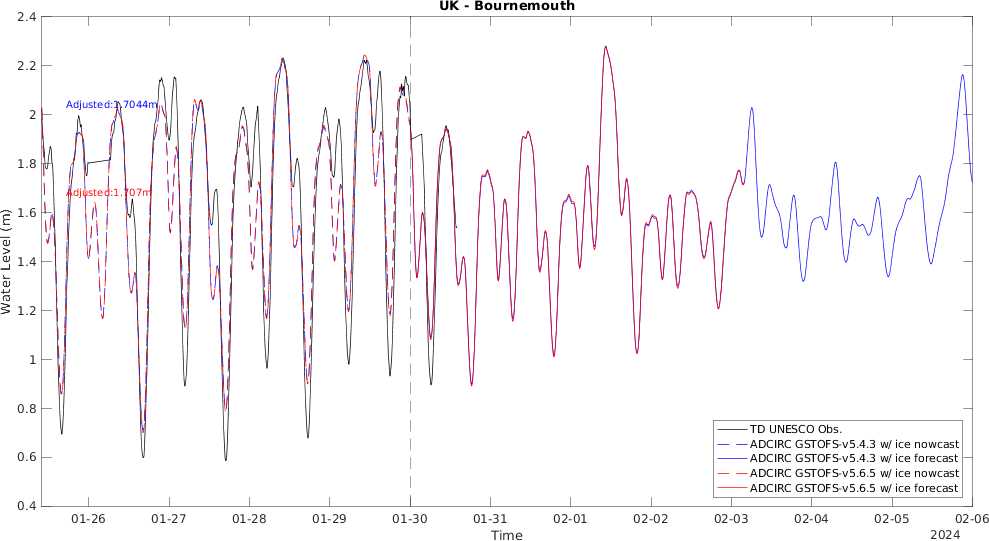 UK - Bournemouth
2.4
2.2
2
1.8
1.6
1.4
1.2
1
0.8
0.6
0.4
Water Level (m)
Adjusted:1.7044m
Adjusted:1.707m
TD UNESCO Obs.
ADCIRC GSTOFS-v5.4.3 w/ ice nowcast
ADCIRC GSTOFS-v5.4.3 w/ ice forecast
ADCIRC GSTOFS-v5.6.5 w/ ice nowcast
ADCIRC GSTOFS-v5.6.5 w/ ice forecast
01-26 01-27 01-28 01-29 01-30 01-31 02-01 02-02 02-03 02-04 02-05 02-06
Time
2024